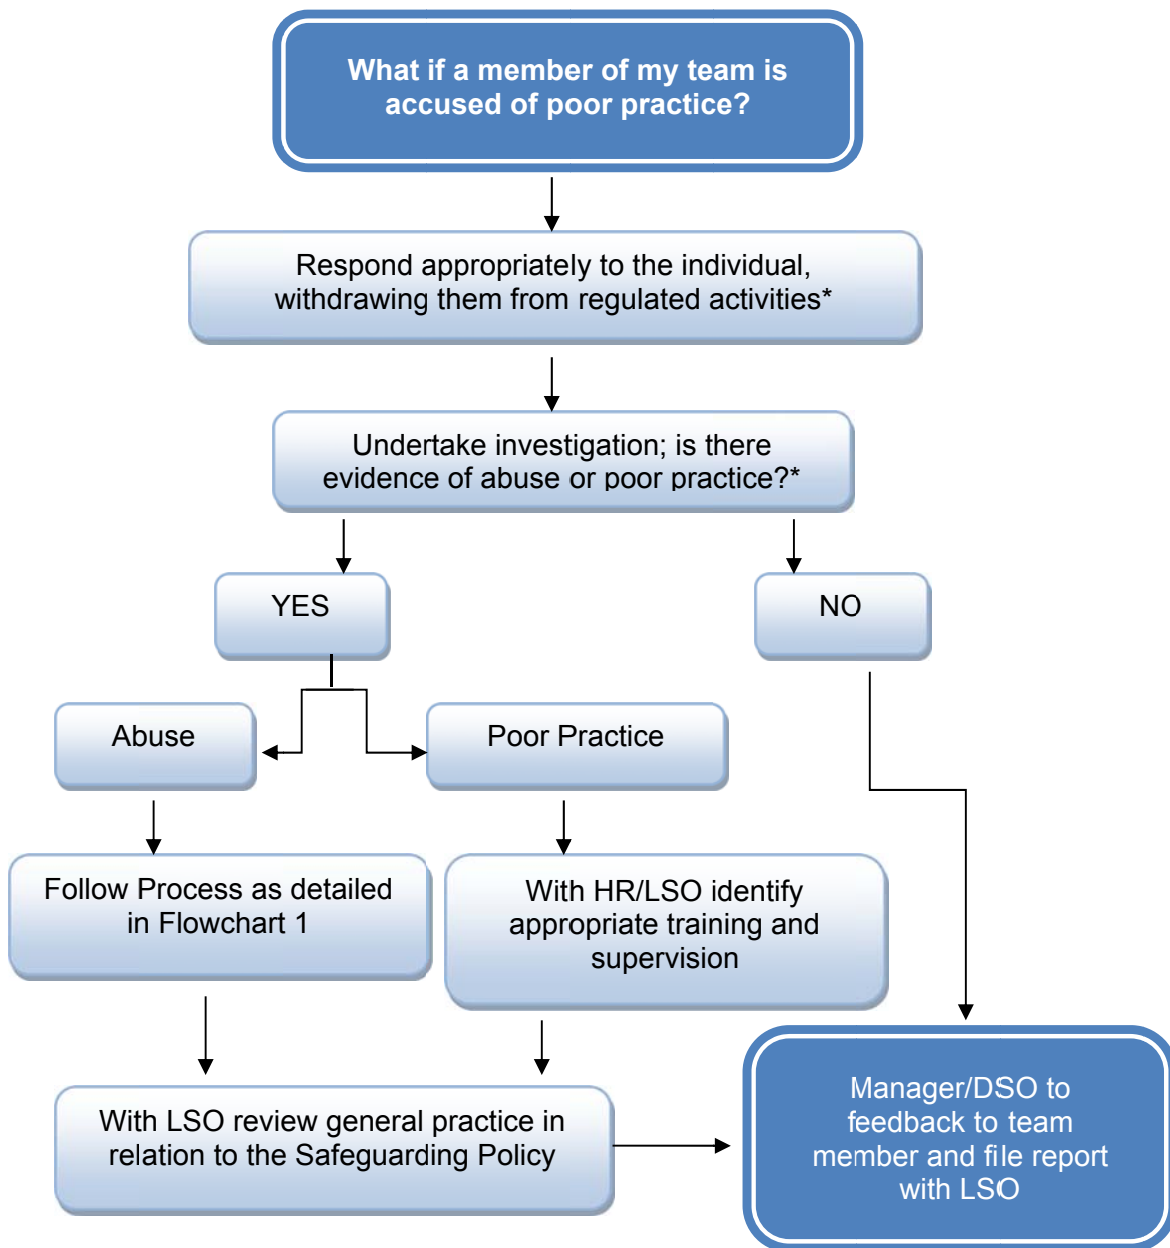 What if a member of my team is
accused of poor practice?
Respond appropriately to the individual,
withdrawing them from regulated activities*
Undertake investigation; is there
evidence of abuse or poor practice?*
YES
NO
Abuse
Poor Practice
Follow Process as detailed
in Flowchart 1
With HR/LSO identify
appropriate training and
supervision
With LSO review general practice in
relation to the Safeguarding Policy
Manager/DSO to
feedback to team
member and file report
with LSO